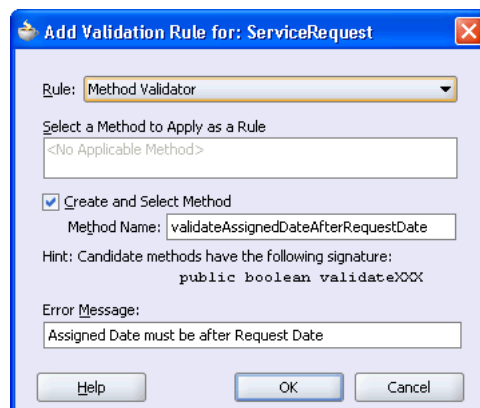 Add Validation Rule for: ServiceRequest
Rule: Method Validator
Select a Method to Apply as a Rule
<No Applicable Method>
Create and Select Method
Method Name: validateAssignedDateAfterRequestDate
Hint: Candidate methods have the following signature:
public boolean validateXXX
Error Message:
Assigned Date must be after Request Date
Help OK Cancel